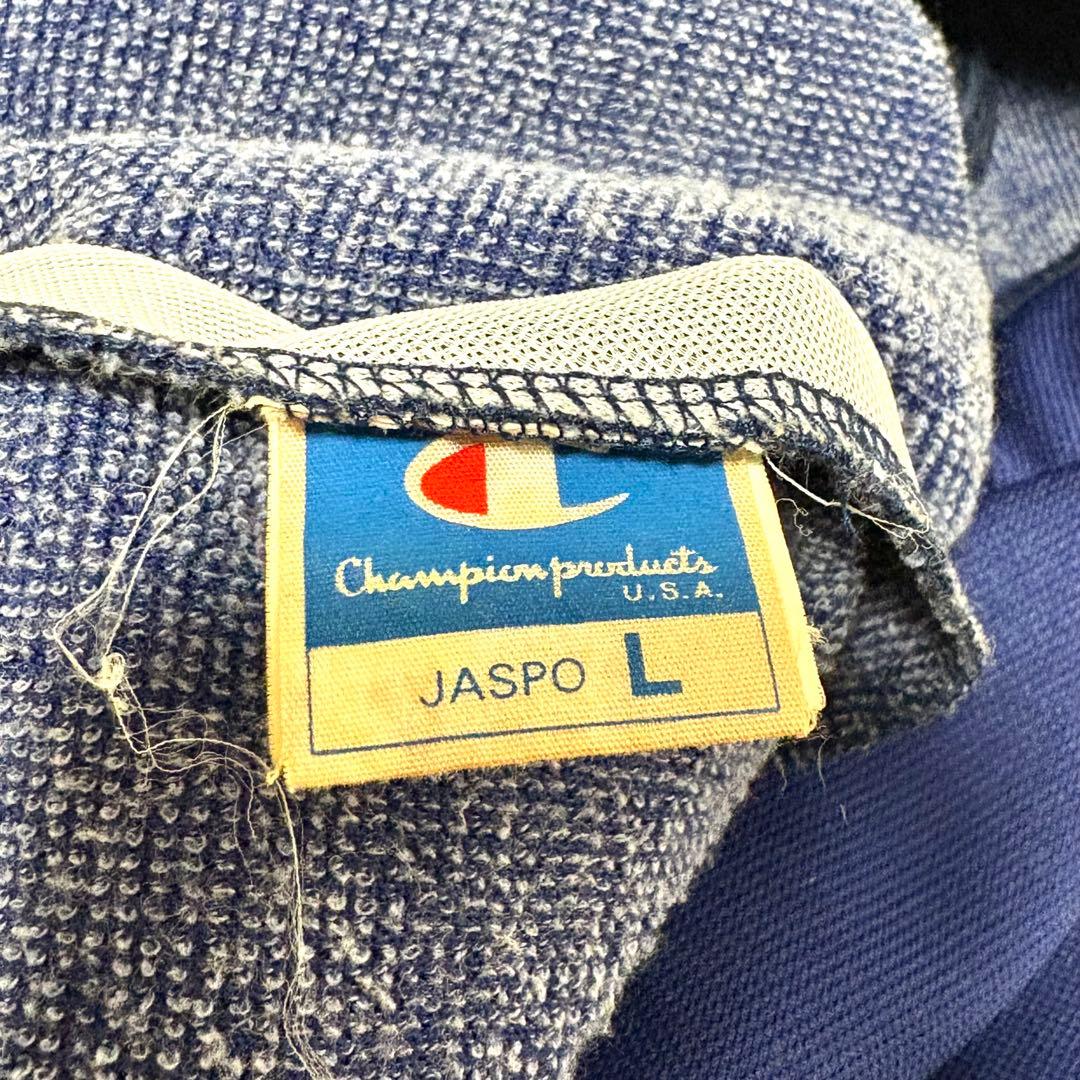 Champion products
U.S.A.
JASPO L